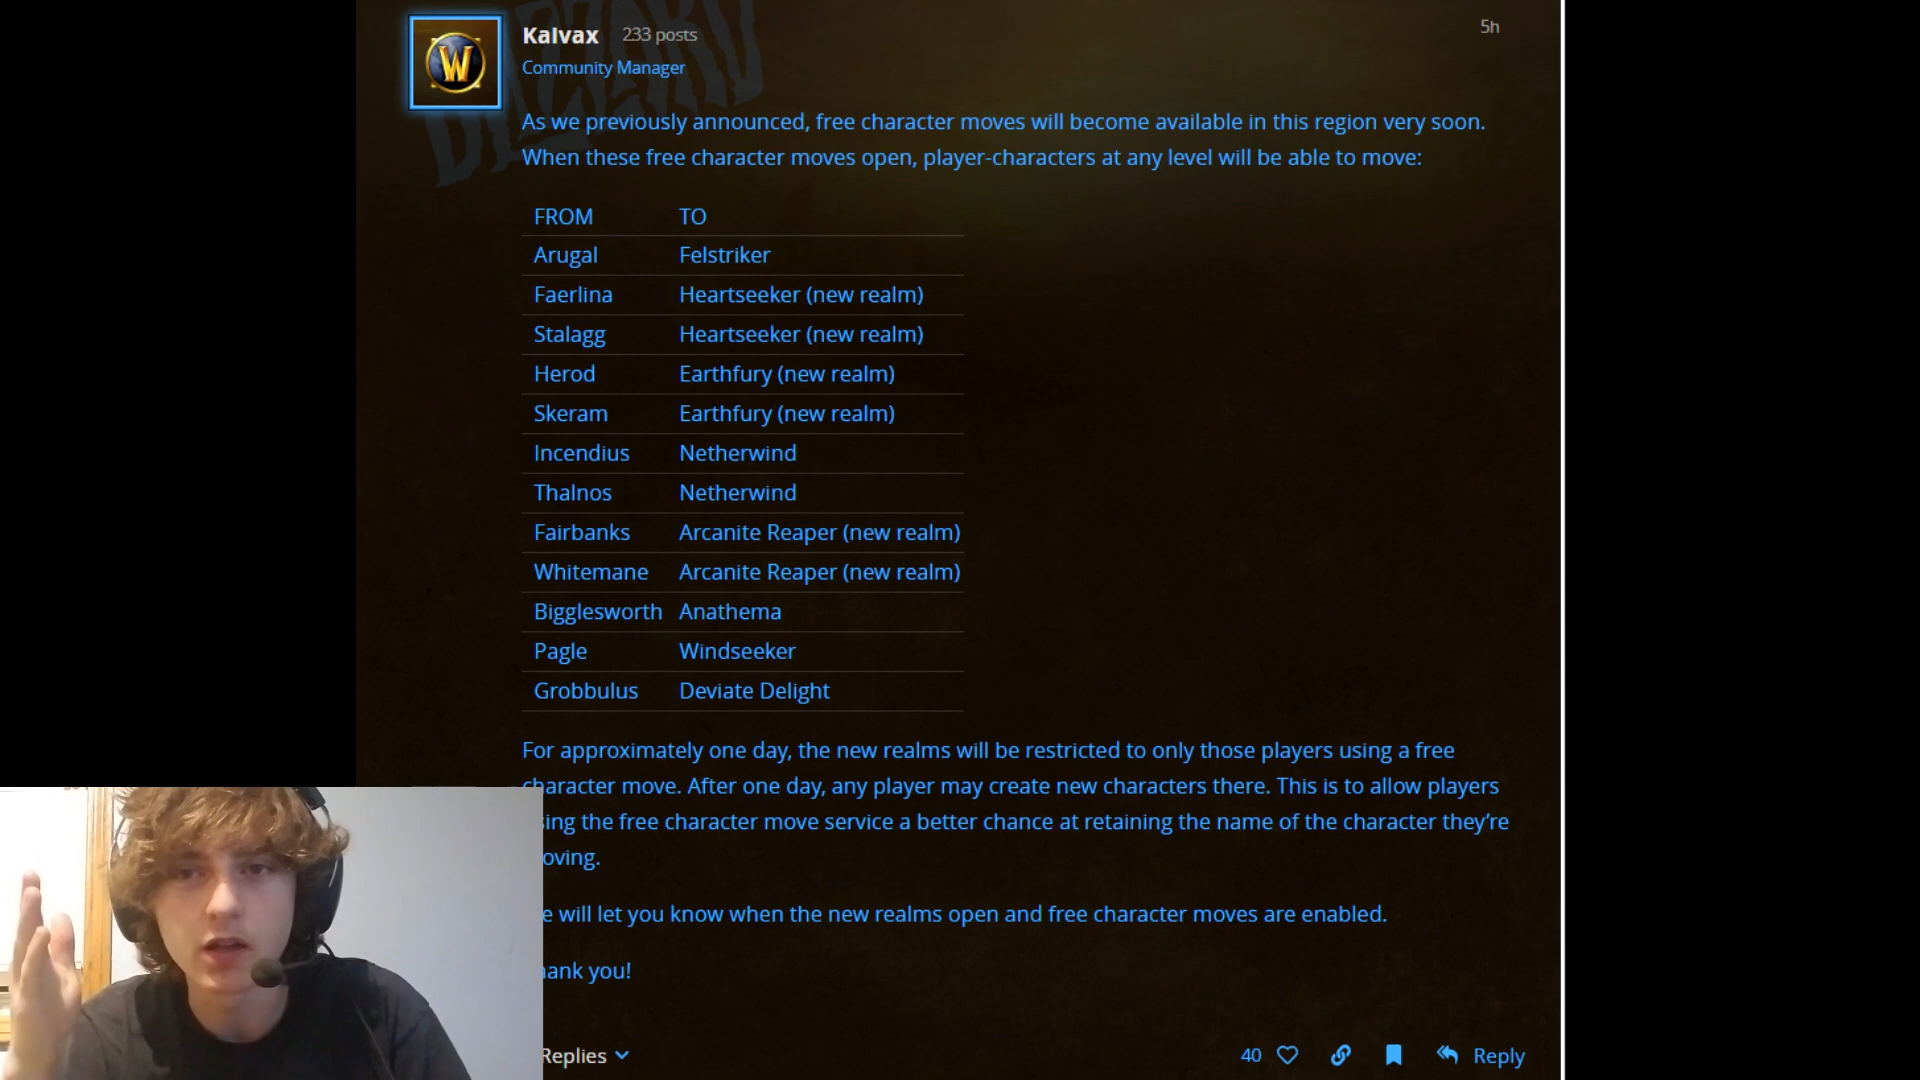 Kalvax 233 posts 5h
Community Manager
As we previously announced, free character moves will become available in this region very soon.
When these free character moves open, player-characters at any level will be able to move:
FROM TO
Arugal Felstriker
Faerlina Heartseeker (new realm)
Stalagg Heartseeker (new realm)
Herod Earthfury (new realm)
Skeram Earthfury (new realm)
Incendius Netherwind
Thalnos Netherwind
Fairbanks Arcanite Reaper (new realm)
Whitemane Arcanite Reaper (new realm)
Bigglesworth Anathema
Pagle Windseeker
Grobbulus Deviate Delight
For approximately one day, the new realms will be restricted to only those players using a free
character move. After one day, any player may create new characters there. This is to allow players
sing the free character move service a better chance at retaining the name of the character they're
oving.
e will let you know when the new realms open and free character moves are enabled.
hank you!
Replies 40 Reply
W
BLIZZARD